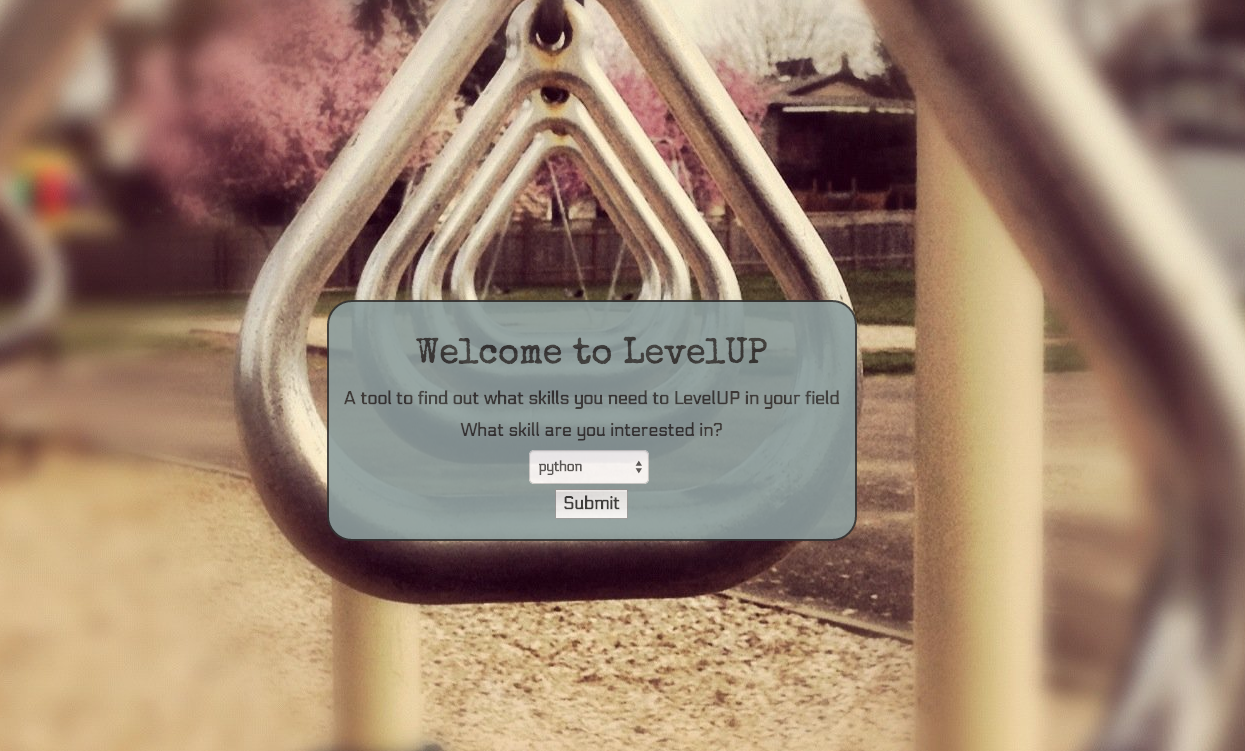 Welcome to LevelUP
A tool to find out what skills you need to LevelUP in your field
What skill are you interested in?
python
Submit